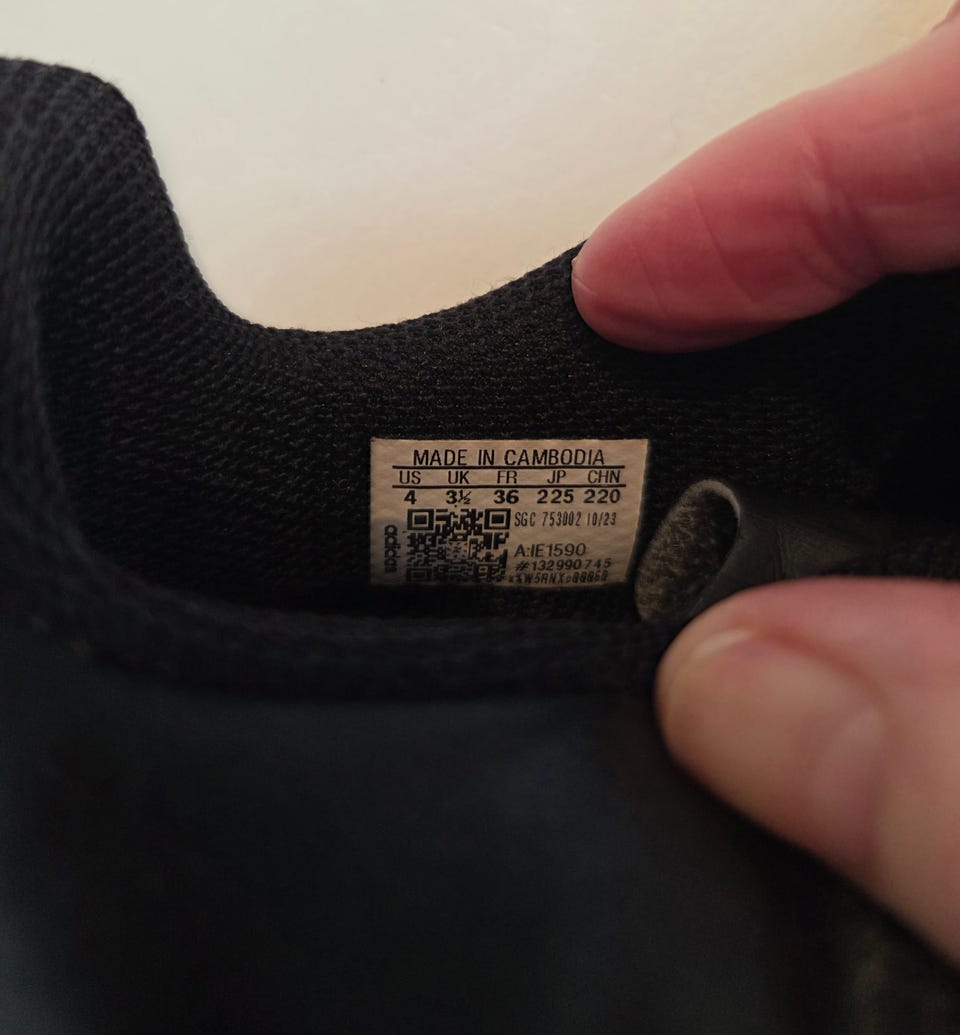 MADE IN CAMBODIA
US UK FR JP CHN
4 3½ 36 225 220
SGC 753002 10/23
adidas
A:IE1590
#132990745